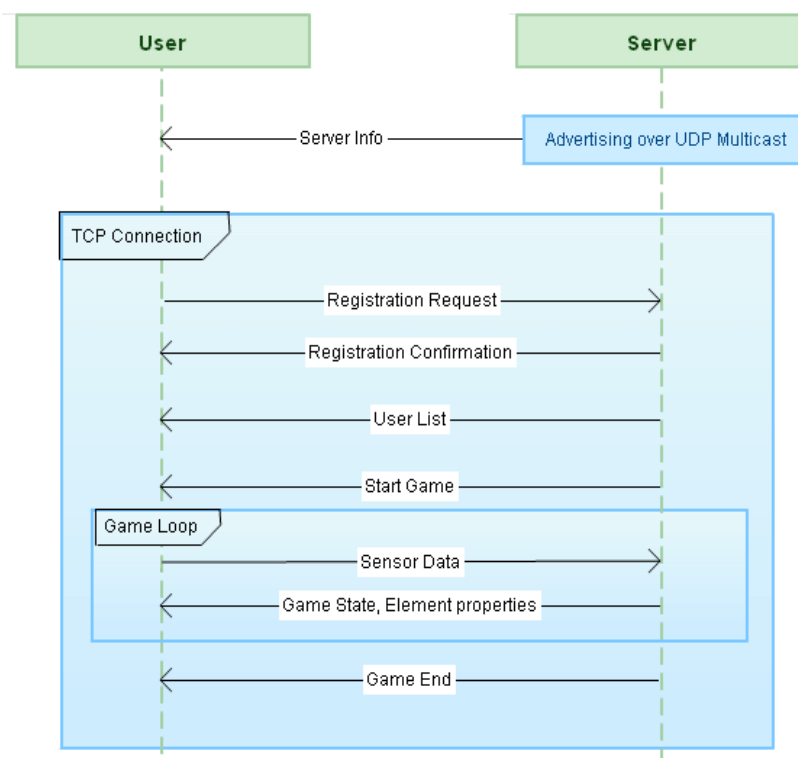 User
Server
Server Info
Advertising over UDP Multicast
TCP Connection
Registration Request
Registration Confirmation
User List
Start Game
Game Loop
Sensor Data
Game State, Element properties
Game End